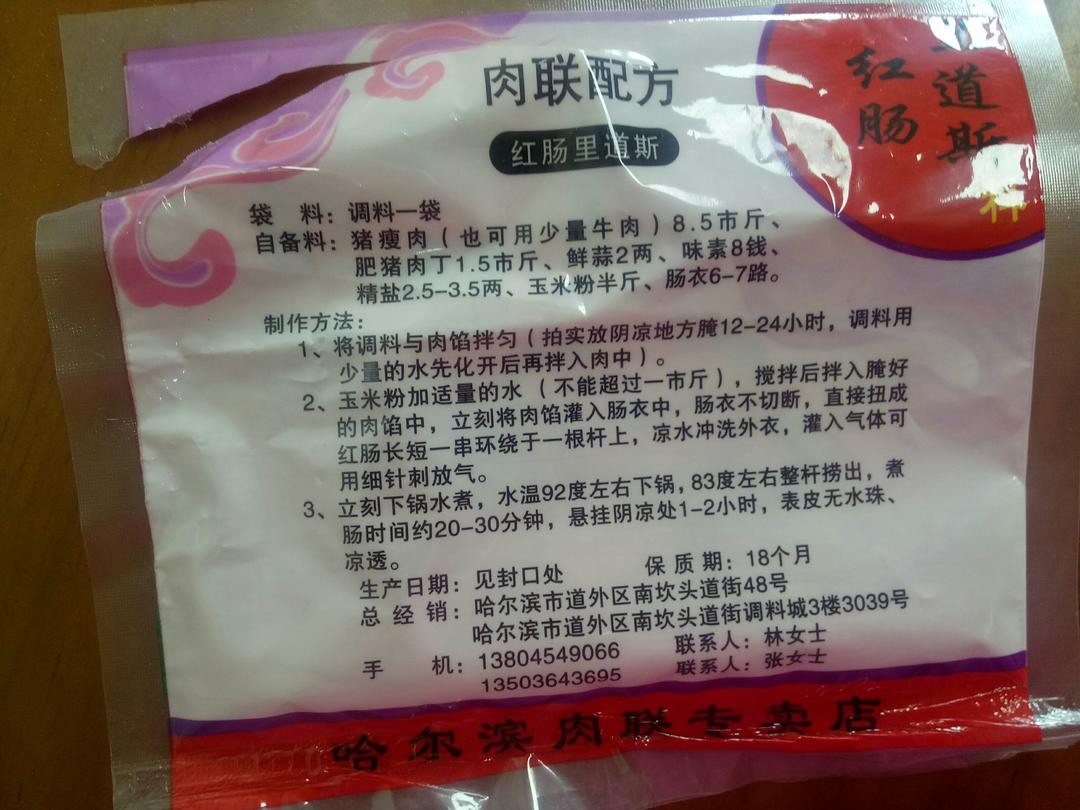 肉联配方
红肠里道斯
红肠
道斯
袋 料：调料一袋
自备料：猪瘦肉（也可用少量牛肉）8.5市斤、
肥猪肉丁1.5市斤、鲜蒜2两、味素8钱、
精盐2.5-3.5两、玉米粉半斤、肠衣6-7路。
制作方法：
1、将调料与肉馅拌匀（拍实放阴凉地方腌12-24小时，调料用
少量的水先化开后再拌入肉中）。
2、玉米粉加适量的水（不能超过一市斤），搅拌后拌入腌好
的肉馅中，立刻将肉馅灌入肠衣中，肠衣不切断，直接扭成
红肠长短一串环绕于一根杆上，凉水冲洗外衣，灌入气体可
用细针刺放气。
3、立刻下锅水煮，水温92度左右下锅，83度左右整杆捞出，煮
肠时间约20-30分钟，悬挂阴凉处1-2小时，表皮无水珠、
凉透。
生产日期：见封口处 保质期：18个月
总经销：哈尔滨市道外区南坎头道街48号
哈尔滨市道外区南坎头道街调料城3楼3039号
手 机：13804549066 联系人：林女士
13503643695 联系人：张女士
哈尔滨肉联专卖店